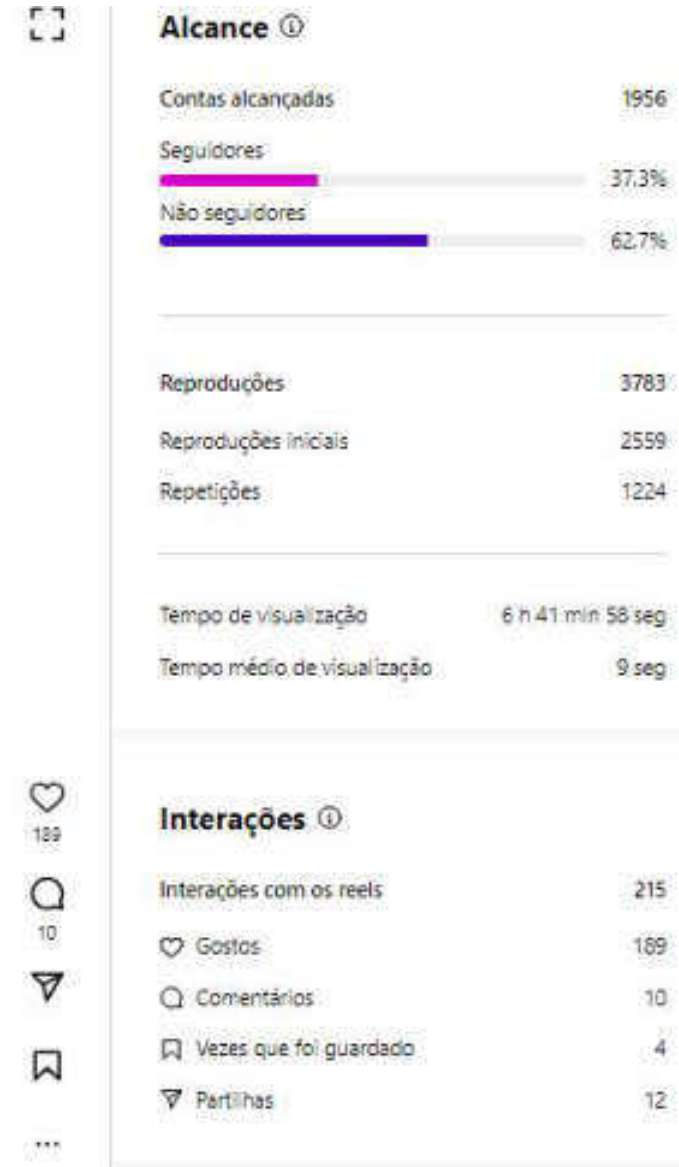 Alcance
Contas alcançadas 1956
Seguidores
37.3%
Não seguidores
62.7%
Reproduções 3783
Reproduções iniciais 2559
Repetições 1224
Tempo de visualização 6 h 41 min 58 seg
Tempo médio de visualização 9 seg
189
10
Interações
Interações com os reels 215
Gostos 189
Comentários 10
Vezes que foi guardado 4
Partilhas 12